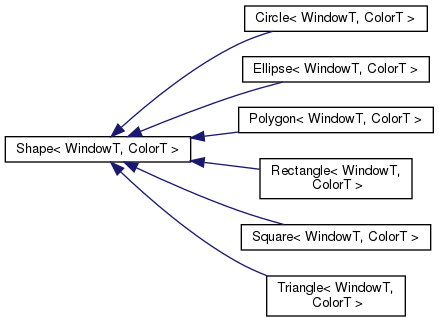 Circle< WindowT, ColorT >
Ellipse< WindowT, ColorT >
Polygon< WindowT, ColorT >
Shape< WindowT, ColorT >
Rectangle< WindowT,
ColorT >
Square< WindowT, ColorT >
Triangle< WindowT,
ColorT >